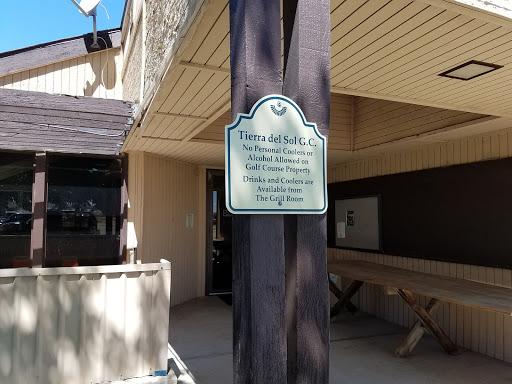 Tierra del Sol G.C.
No Personal Coolers or
Alcohol Allowed on
Golf Course Property
Drinks and Coolers are
Available from
The Grill Room